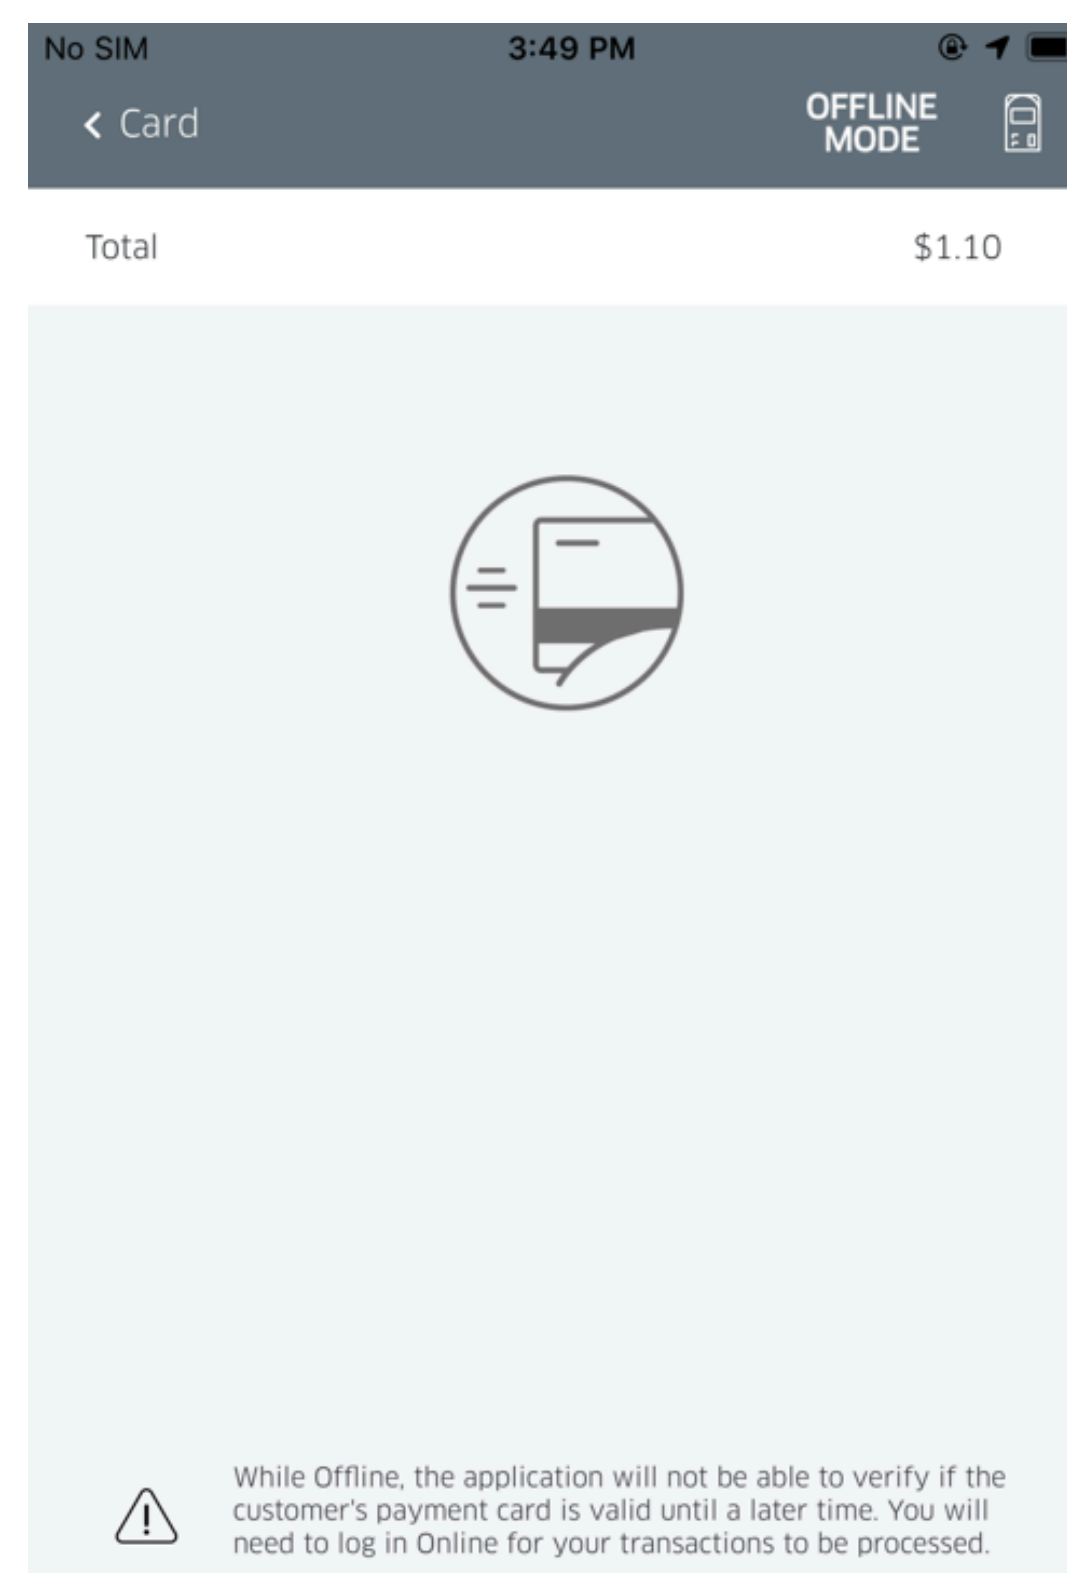 No SIM 3:49 PM
< Card OFFLINE
MODE
Total $1.10
While Offline, the application will not be able to verify if the
customer's payment card is valid until a later time. You will
need to log in Online for your transactions to be processed.